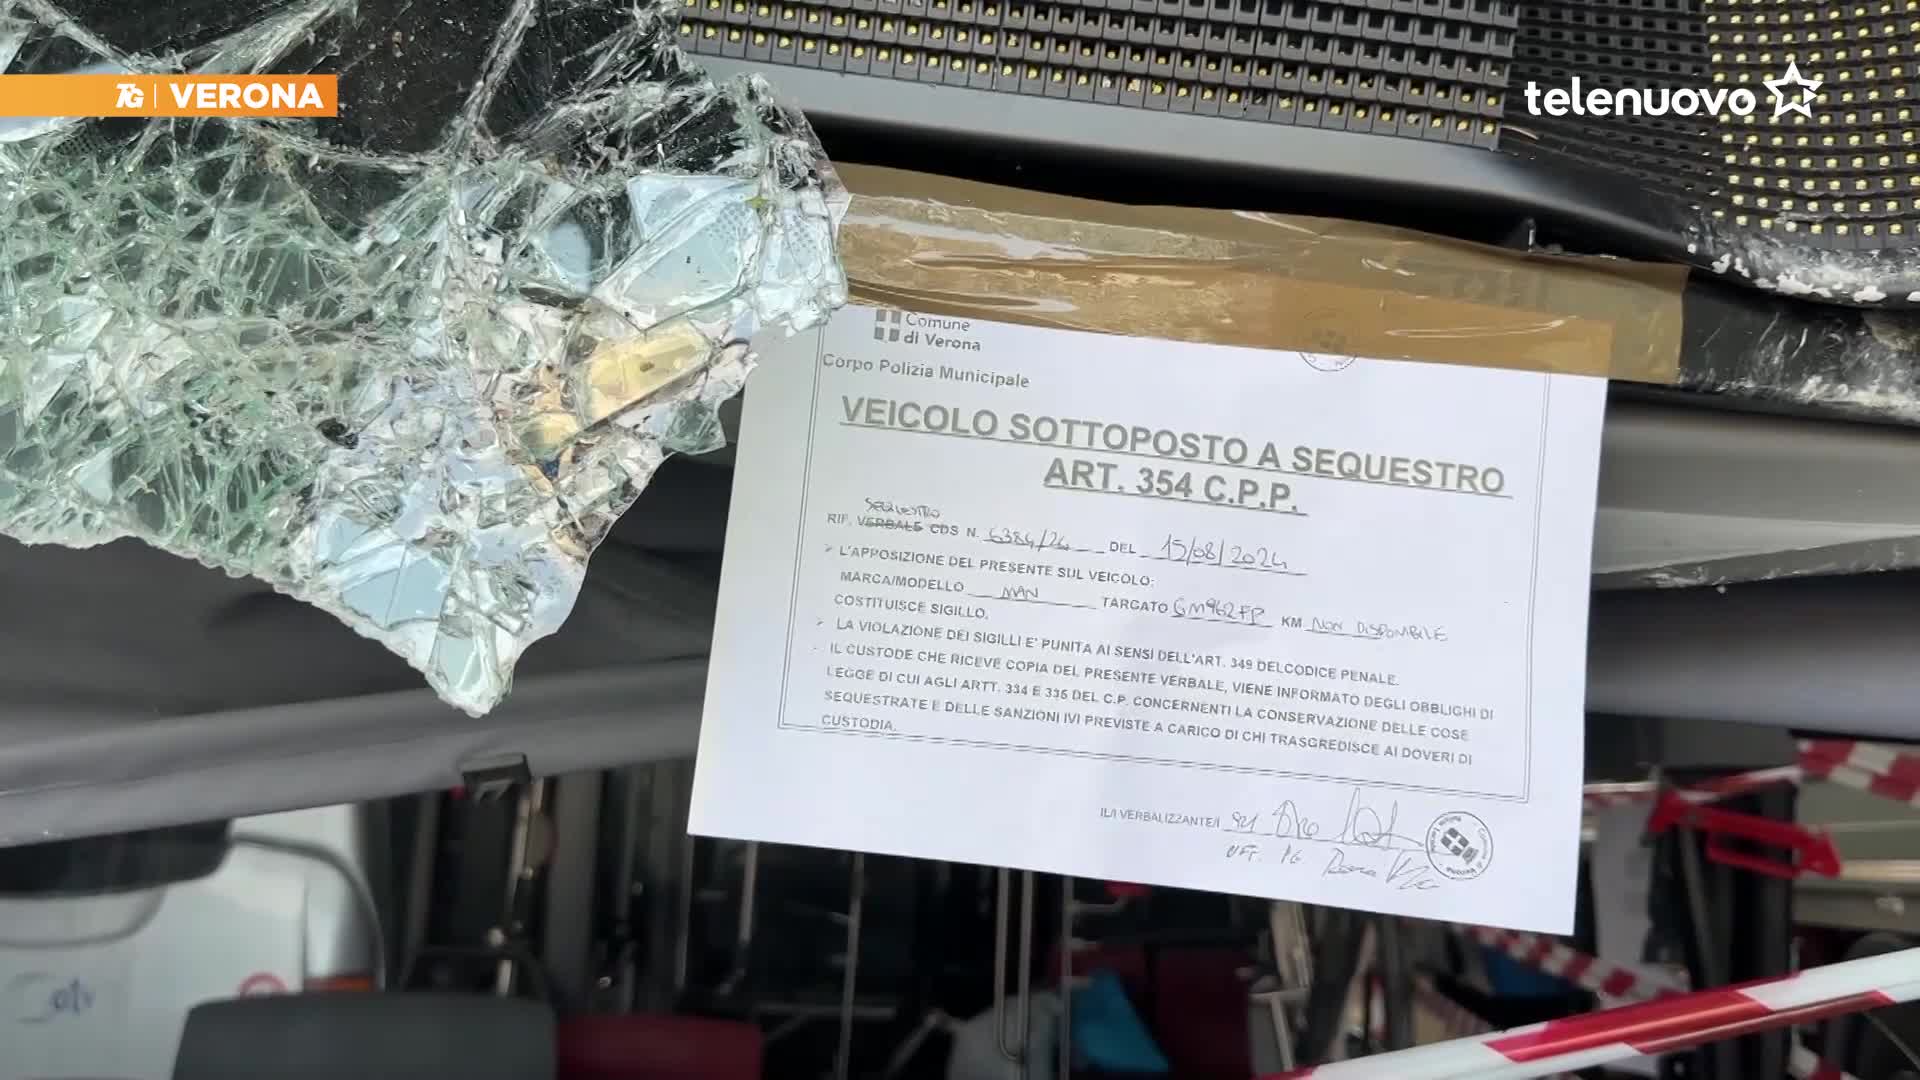 TG | VERONA
telenuovo
Comune
di Verona
Corpo Polizia Municipale
VEICOLO SOTTOPOSTO A SEQUESTRO
ART. 354 C.P.P.
SEQUESTRO
RIF. VERBALE CDS N. 6384/24 DEL 15/08/2024
➢ L'APPOSIZIONE DEL PRESENTE SUL VEICOLO:
MARCA/MODELLO MAN TARGATO GM962FP KM NON DISPONIBILE
COSTITUISCE SIGILLO.
➢ LA VIOLAZIONE DEI SIGILLI E' PUNITA AI SENSI DELL'ART. 349 DELCODICE PENALE.
➢ IL CUSTODE CHE RICEVE COPIA DEL PRESENTE VERBALE, VIENE INFORMATO DEGLI OBBLIGHI DI
LEGGE DI CUI AGLI ARTT. 334 E 335 DEL C.P. CONCERNENTI LA CONSERVAZIONE DELLE COSE
SEQUESTRATE E DELLE SANZIONI IVI PREVISTE A CARICO DI CHI TRASGREDISCE AI DOVERI DI
CUSTODIA.
IL/I VERBALIZZANTE/I
UFF. PG